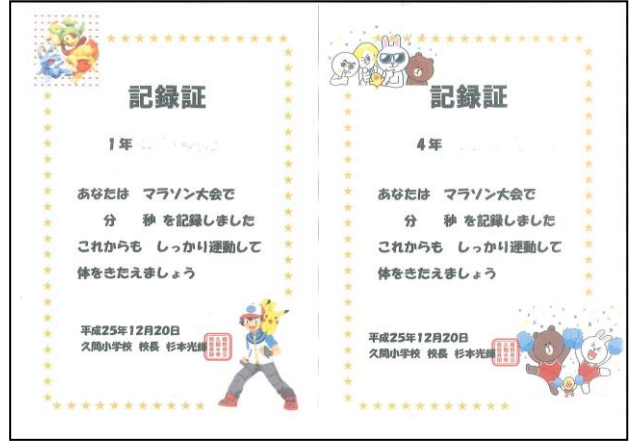 記録証
1年
あなたは マラソン大会で
分 秒 を記録しました
これからも しっかり運動して
体をきたえましょう
平成25年12月20日
久間小学校 校長 杉本光
記録証
4年
あなたは マラソン大会で
分 秒 を記録しました
これからも しっかり運動して
体をきたえましょう
平成25年12月20日
久間小学校 校長 杉本光